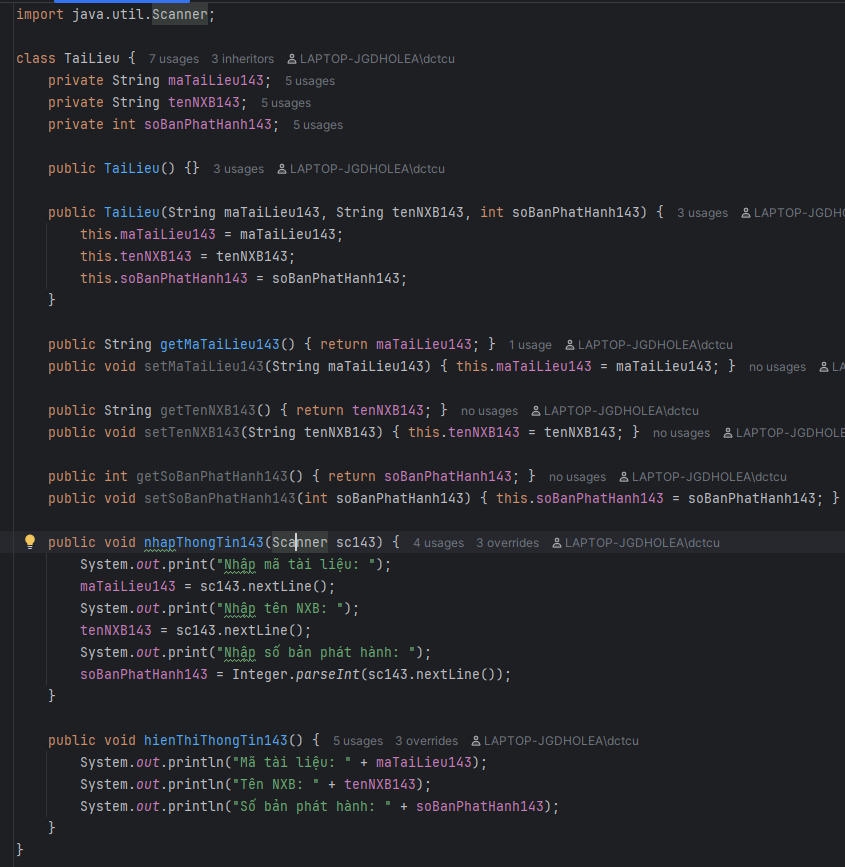 import java.util.Scanner;
class TaiLieu { 7 usages 3 inheritors LAPTOP-JGDHOLEA\dctcu
private String maTaiLieu143; 5 usages
private String tenNXB143; 5 usages
private int soBanPhatHanh143; 5 usages
public TaiLieu() {} 3 usages LAPTOP-JGDHOLEA\dctcu
public TaiLieu(String maTaiLieu143, String tenNXB143, int soBanPhatHanh143) { 3 usages LAPTOP-JGDHO
this.maTaiLieu143 = maTaiLieu143;
this.tenNXB143 = tenNXB143;
this.soBanPhatHanh143 = soBanPhatHanh143;
}
public String getMaTaiLieu143() { return maTaiLieu143; } 1 usage LAPTOP-JGDHOLEA\dctcu
public void setMaTaiLieu143(String maTaiLieu143) { this.maTaiLieu143 = maTaiLieu143; } no usages LA
public String getTenNXB143() { return tenNXB143; } no usages LAPTOP-JGDHOLEA\dctcu
public void setTenNXB143(String tenNXB143) { this.tenNXB143 = tenNXB143; } no usages LAPTOP-JGDHOLE
public int getSoBanPhatHanh143() { return soBanPhatHanh143; } no usages LAPTOP-JGDHOLEA\dctcu
public void setSoBanPhatHanh143(int soBanPhatHanh143) { this.soBanPhatHanh143 = soBanPhatHanh143; }
public void nhapThongTin143(Scanner sc143) { 4 usages 3 overrides LAPTOP-JGDHOLEA\dctcu
System.out.print("Nhập mã tài liệu: ");
maTaiLieu143 = sc143.nextLine();
System.out.print("Nhập tên NXB: ");
tenNXB143 = sc143.nextLine();
System.out.print("Nhập số bản phát hành: ");
soBanPhatHanh143 = Integer.parseInt(sc143.nextLine());
}
public void hienThiThongTin143() { 5 usages 3 overrides LAPTOP-JGDHOLEA\dctcu
System.out.println("Mã tài liệu: " + maTaiLieu143);
System.out.println("Tên NXB: " + tenNXB143);
System.out.println("Số bản phát hành: " + soBanPhatHanh143);
}
}